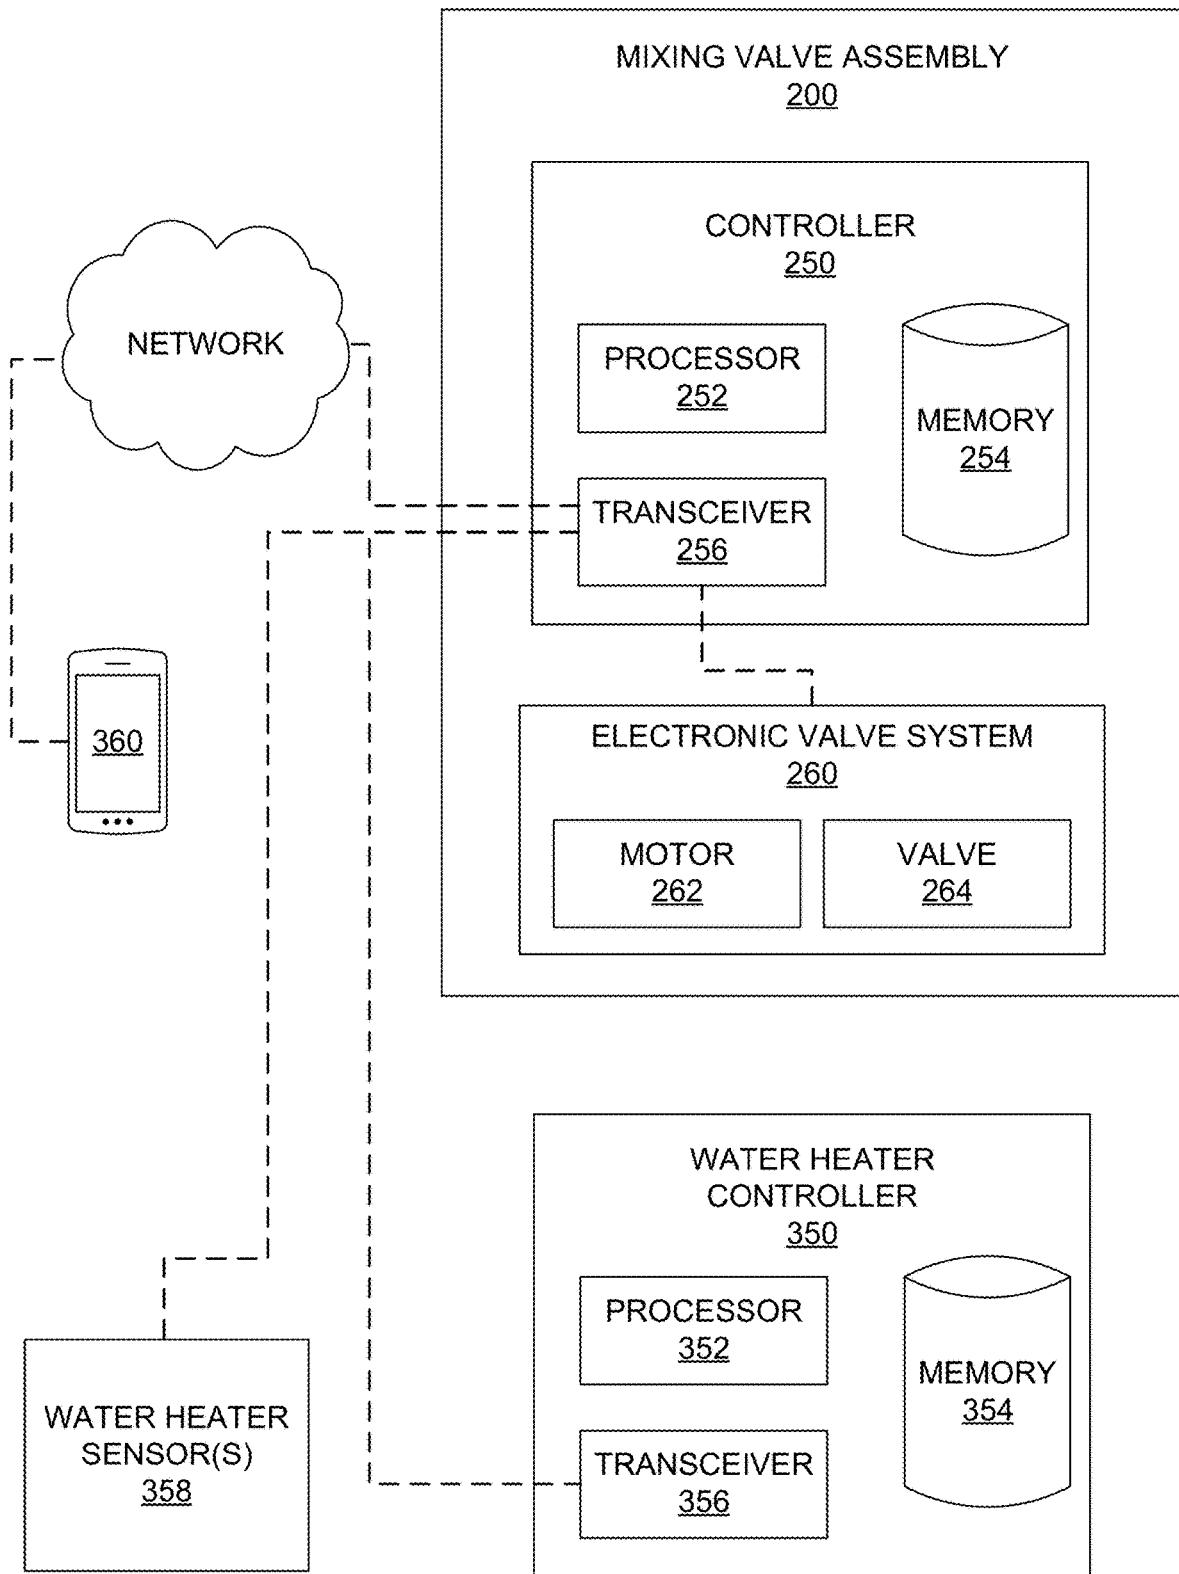 MIXING VALVE ASSEMBLY
200
CONTROLLER
250
NETWORK
PROCESSOR
252
MEMORY
254
TRANSCEIVER
256
360
ELECTRONIC VALVE SYSTEM
260
MOTOR
262
VALVE
264
WATER HEATER
CONTROLLER
350
PROCESSOR
352
MEMORY
354
WATER HEATER
SENSOR(S)
358
TRANSCEIVER
356